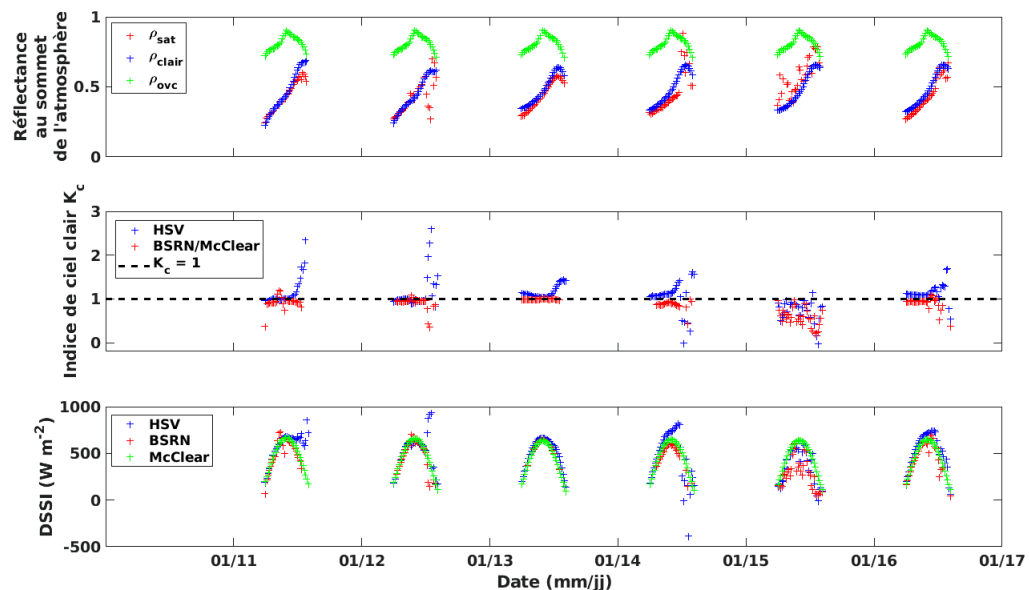 Réflectance
au sommet
de l'atmosphère
1
0.5
0
ρsat
ρclair
ρovc
Indice de ciel clair Kc
3
2
1
0
HSV
BSRN/McClear
Kc = 1
DSSI (W m-2)
1000
500
0
-500
HSV
BSRN
McClear
01/11
01/12
01/13
01/14
01/15
01/16
01/17
Date (mm/jj)